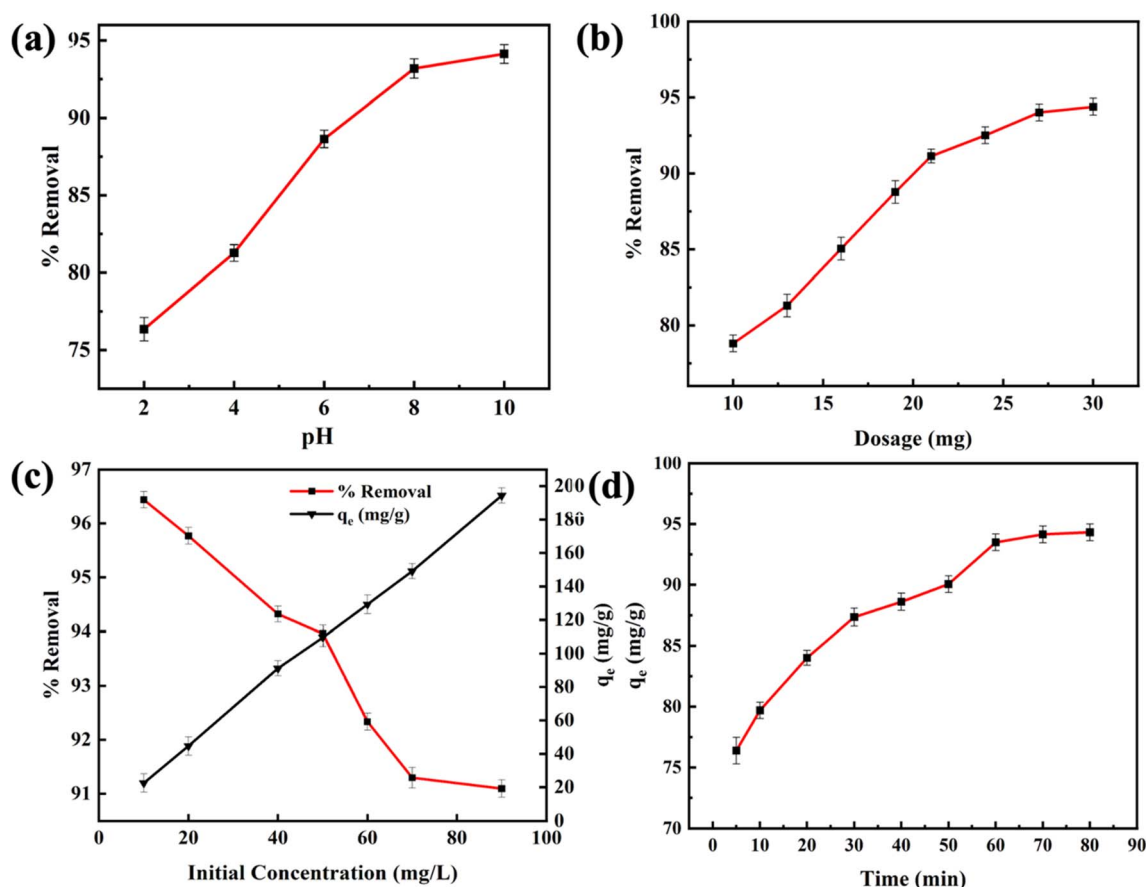 (a)
95
90
85
80
75
% Removal
2 4 6 8 10
pH
(b)
100
95
90
85
80
% Removal
10 15 20 25 30
Dosage (mg)
(c)
97
96
95
94
93
92
91
% Removal
% Removal
qe (mg/g)
200
180
160
140
120
100
80
60
40
20
0
qe (mg/g)
0 20 40 60 80 100
Initial Concentration (mg/L)
(d)
100
95
90
85
80
75
70
qe (mg/g)
0 10 20 30 40 50 60 70 80 90
Time (min)